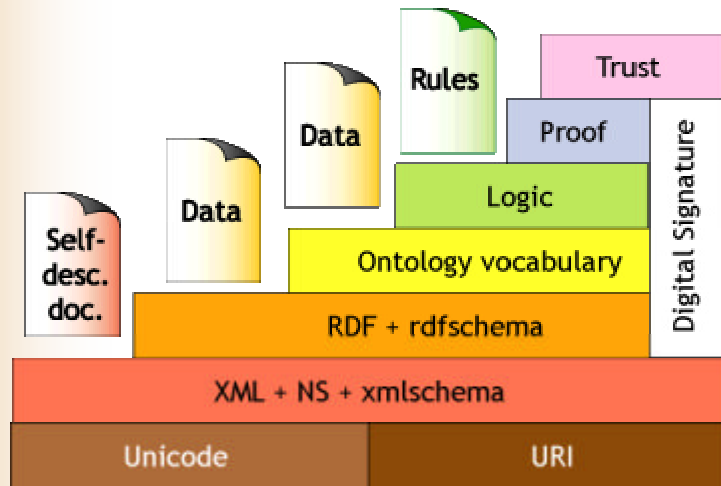 Rules
Trust
Data
Proof
Digital Signature
Data
Logic
Self-
desc.
doc.
Ontology vocabulary
RDF + rdfschema
XML + NS + xmlschema
Unicode
URI